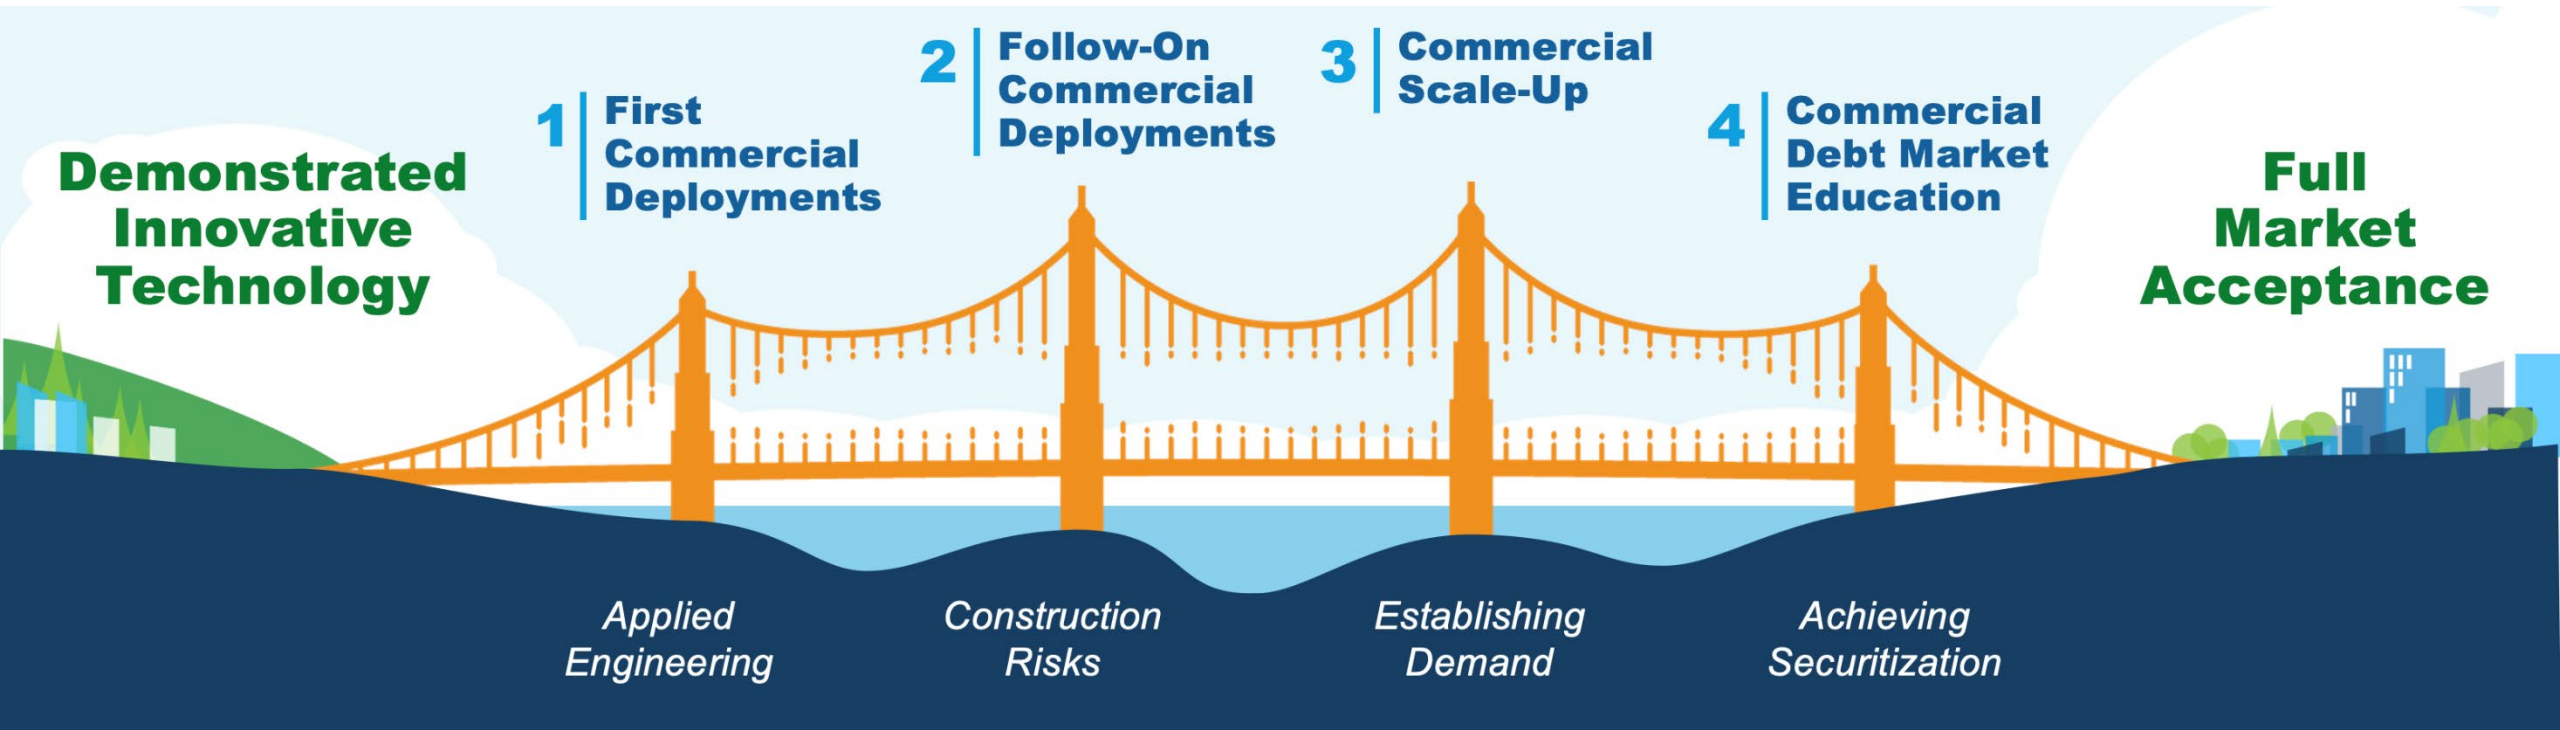 Demonstrated
Innovative
Technology
1
First
Commercial
Deployments
2
Follow-On
Commercial
Deployments
3
Commercial
Scale-Up
4
Commercial
Debt Market
Education
Full
Market
Acceptance
Applied
Engineering
Construction
Risks
Establishing
Demand
Achieving
Securitization